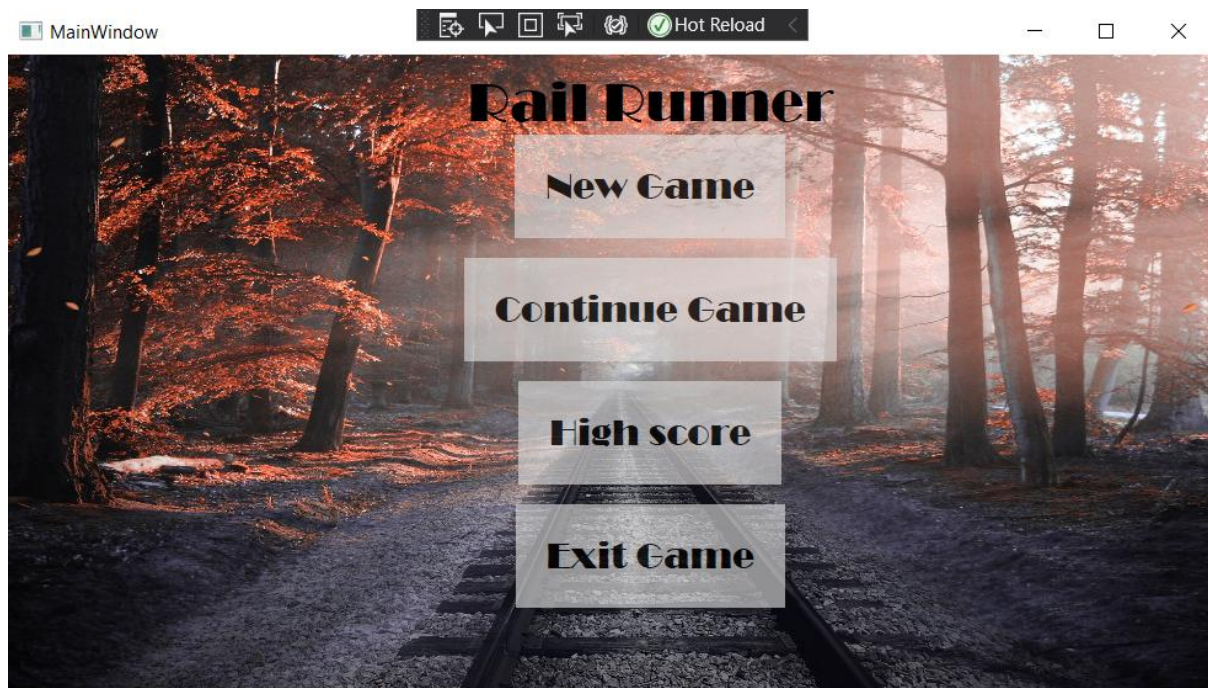 MainWindow
Hot Reload
Rail Runner
New Game
Continue Game
High score
Exit Game